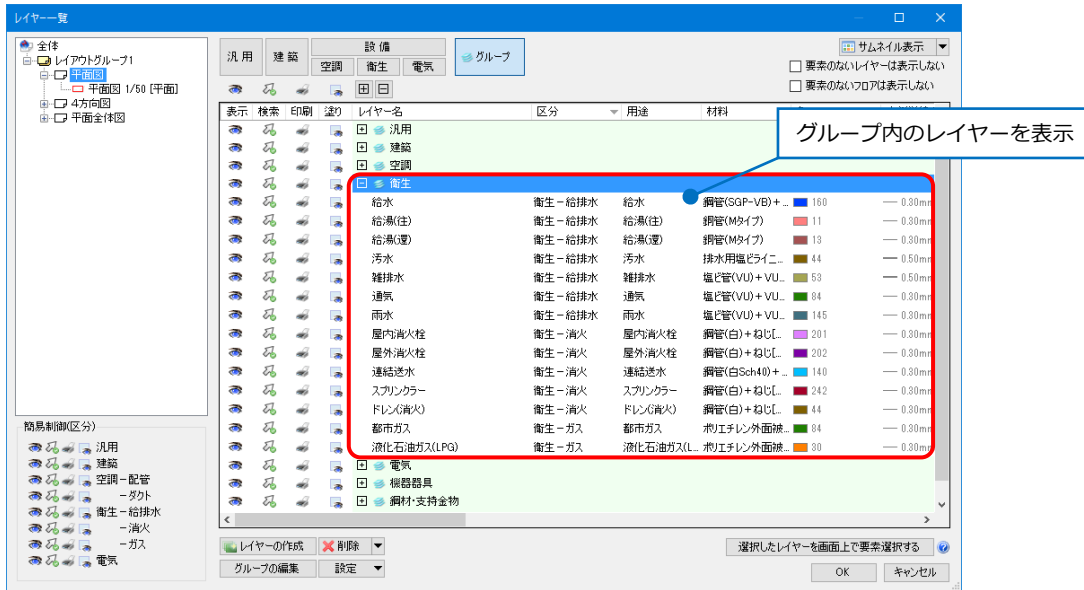 レイヤー一覧
全体
レイアウトグループ1
平面図
平面図 1/50 [平面]
4方向図
平面全体図
汎用 建築 設備 グループ サムネイル表示
空調 衛生 電気
要素のないレイヤーは表示しない
要素のないフロアは表示しない
表示 検索 印刷 塗り レイヤー名 区分 用途 材料
グループ内のレイヤーを表示
汎用
建築
空調
衛生
給水 衛生－給排水 給水 鋼管(SGP-VB)+... 160 0.30mm
給湯(往) 衛生－給排水 給湯(往) 銅管(Mタイプ) 11 0.30mm
給湯(還) 衛生－給排水 給湯(還) 銅管(Mタイプ) 13 0.30mm
汚水 衛生－給排水 汚水 排水用塩ビライニ... 44 0.50mm
雑排水 衛生－給排水 雑排水 塩ビ管(VU)+VU... 53 0.50mm
通気 衛生－給排水 通気 塩ビ管(VU)+VU... 84 0.30mm
雨水 衛生－給排水 雨水 塩ビ管(VU)+VU... 145 0.30mm
屋内消火栓 衛生－消火 屋内消火栓 鋼管(白)+ねじ[... 201 0.30mm
屋外消火栓 衛生－消火 屋外消火栓 鋼管(白)+ねじ[... 202 0.30mm
連結送水 衛生－消火 連結送水 鋼管(白Sch40)+... 140 0.30mm
スプリンクラー 衛生－消火 スプリンクラー 鋼管(白)+ねじ[... 242 0.30mm
ドレン(消火) 衛生－消火 ドレン(消火) 鋼管(白)+ねじ[... 44 0.30mm
都市ガス 衛生－ガス 都市ガス ポリエチレン外面被... 84 0.30mm
液化石油ガス(LPG) 衛生－ガス 液化石油ガス(L... ポリエチレン外面被... 30 0.30mm
電気
機器器具
鋼材・支持金物
簡易制御(区分)
汎用
建築
空調－配管
－ダクト
衛生－給排水
－消火
－ガス
電気
レイヤーの作成 削除 選択したレイヤーを画面上で要素選択する
グループの編集 設定 OK キャンセル